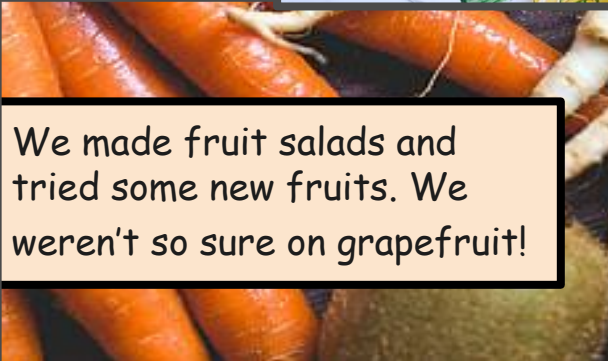 We made fruit salads and
tried some new fruits. We
weren't so sure on grapefruit!